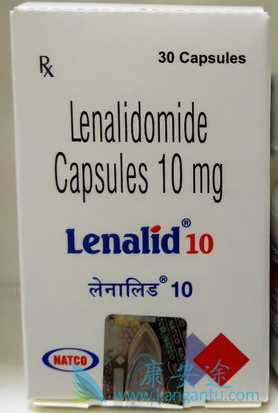 ℞
30 Capsules
Lenalidomide
Capsules 10 mg
Lenalid® 10
लेनालिड® 10
NATCO
康安途
www.kangantu.com